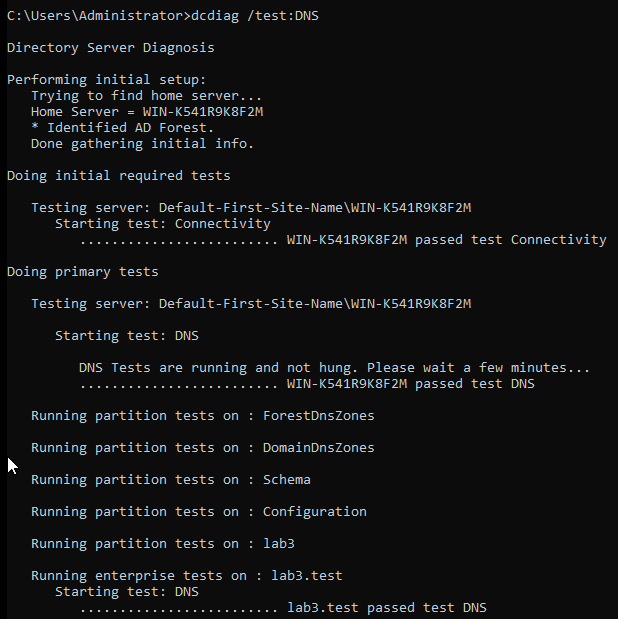 C:\Users\Administrator>dcdiag /test:DNS
Directory Server Diagnosis
Performing initial setup:
Trying to find home server...
Home Server = WIN-K541R9K8F2M
* Identified AD Forest.
Done gathering initial info.
Doing initial required tests
Testing server: Default-First-Site-Name\WIN-K541R9K8F2M
Starting test: Connectivity
......................... WIN-K541R9K8F2M passed test Connectivity
Doing primary tests
Testing server: Default-First-Site-Name\WIN-K541R9K8F2M
Starting test: DNS
DNS Tests are running and not hung. Please wait a few minutes...
......................... WIN-K541R9K8F2M passed test DNS
Running partition tests on : ForestDnsZones
Running partition tests on : DomainDnsZones
Running partition tests on : Schema
Running partition tests on : Configuration
Running partition tests on : lab3
Running enterprise tests on : lab3.test
Starting test: DNS
......................... lab3.test passed test DNS